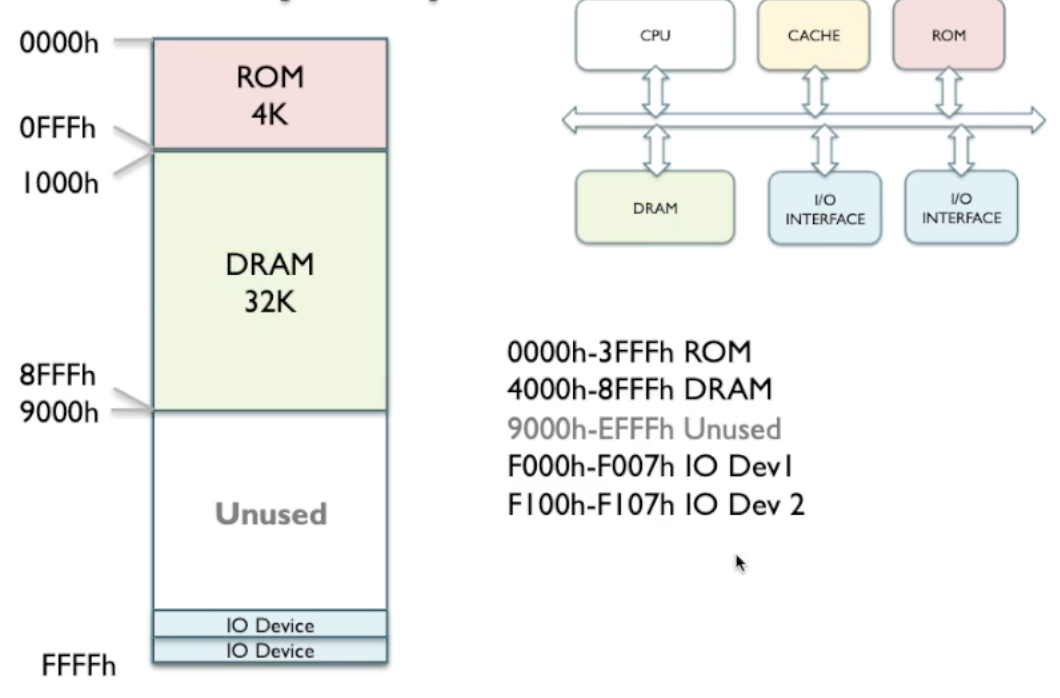 0000h
ROM
4K
0FFFh
1000h
DRAM
32K
8FFFh
9000h
Unused
IO Device
IO Device
FFFFh
CPU
CACHE
ROM
DRAM
I/O
INTERFACE
I/O
INTERFACE
0000h-3FFFh ROM
4000h-8FFFh DRAM
9000h-EFFFh Unused
F000h-F007h IO Dev1
F100h-F107h IO Dev 2